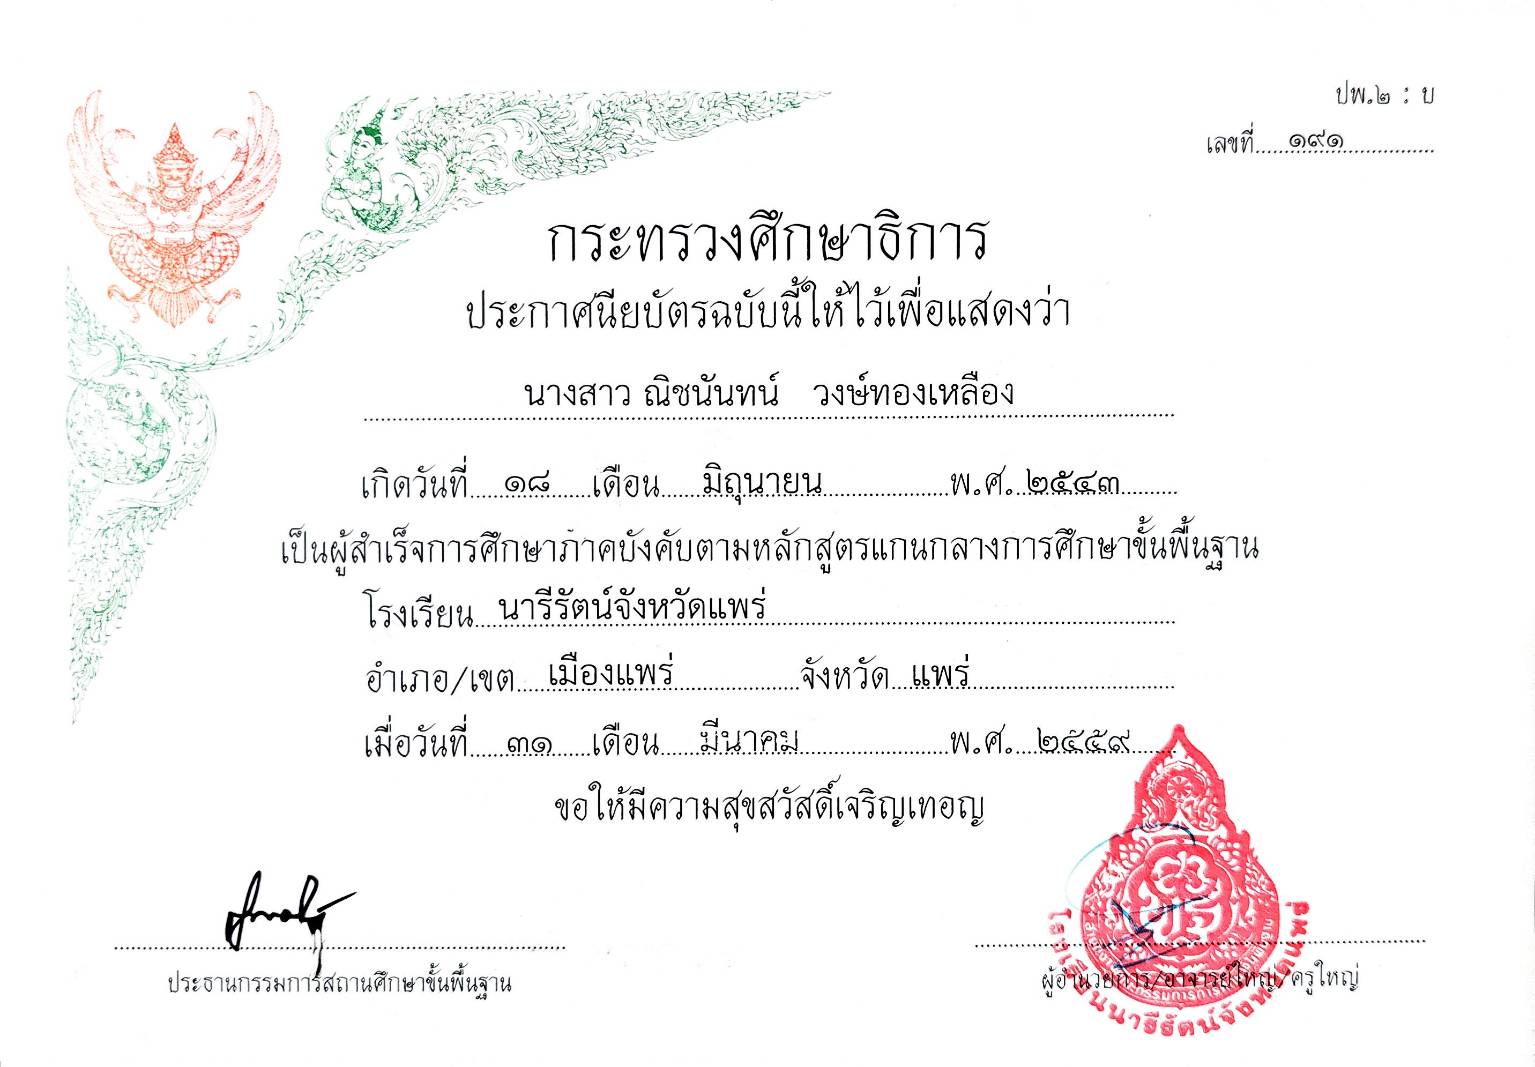 ปพ.๒ : บ
เลขที่.....๑๙๑...............
กระทรวงศึกษาธิการ
ประกาศนียบัตรฉบับนี้ให้ไว้เพื่อแสดงว่า
นางสาว ณิชนันทน์ วงษ์ทองเหลือง
เกิดวันที่.....๑๘......เดือน......มิถุนายน....................พ.ศ...๒๕๔๓.........
เป็นผู้สำเร็จการศึกษาภาคบังคับตามหลักสูตรแกนกลางการศึกษาขั้นพื้นฐาน
โรงเรียน...นารีรัตน์จังหวัดแพร่
อำเภอ/เขต.....เมืองแพร่....................จังหวัด...แพร่
เมื่อวันที่.....๓๑......เดือน......มีนาคม........................พ.ศ...๒๕๕๙
ขอให้มีความสุขสวัสดิ์เจริญเทอญ
ประธานกรรมการสถานศึกษาขั้นพื้นฐาน
ผู้อำนวยการ/อาจารย์ใหญ่/ครูใหญ่
โรงเรียนนารีรัตน์จังหวัดแพร่